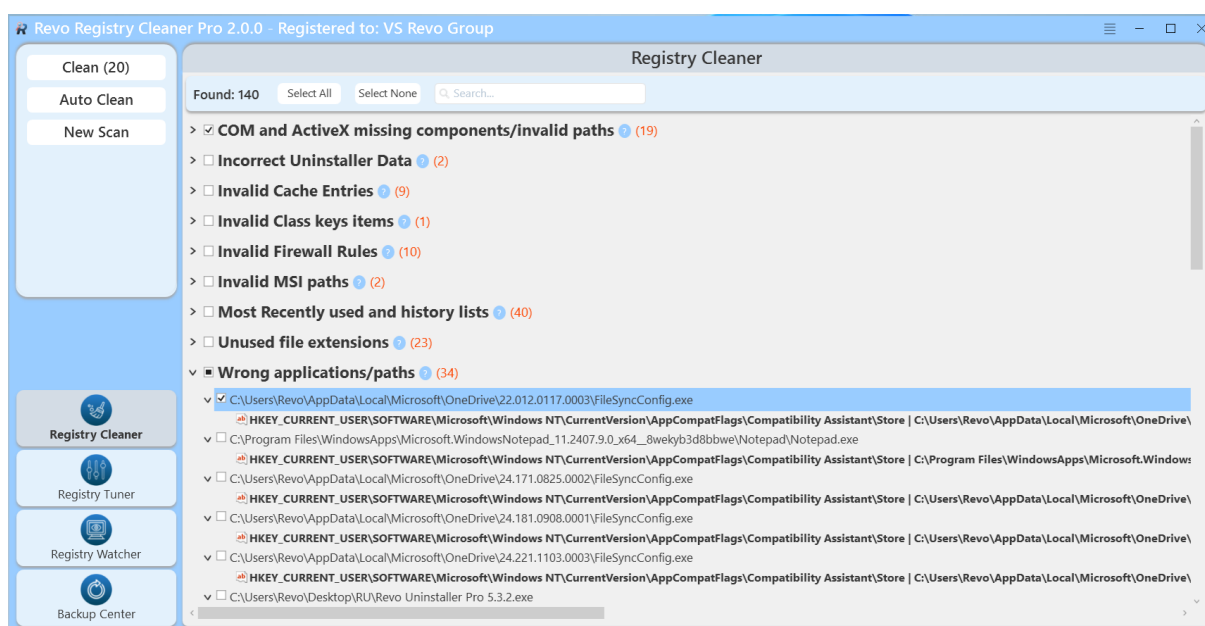 Revo Registry Cleaner Pro 2.0.0 - Registered to: VS Revo Group
Clean (20)
Auto Clean
New Scan
Registry Cleaner
Registry Tuner
Registry Watcher
Backup Center
Registry Cleaner
Found: 140 Select All Select None Search...
COM and ActiveX missing components/invalid paths ? (19)
Incorrect Uninstaller Data ? (2)
Invalid Cache Entries ? (9)
Invalid Class keys items ? (1)
Invalid Firewall Rules ? (10)
Invalid MSI paths ? (2)
Most Recently used and history lists ? (40)
Unused file extensions ? (23)
Wrong applications/paths ? (34)
C:\Users\Revo\AppData\Local\Microsoft\OneDrive\22.012.0117.0003\FileSyncConfig.exe
ab HKEY_CURRENT_USER\SOFTWARE\Microsoft\Windows NT\CurrentVersion\AppCompatFlags\Compatibility Assistant\Store | C:\Users\Revo\AppData\Local\Microsoft\OneDrive\
C:\Program Files\WindowsApps\Microsoft.WindowsNotepad_11.2407.9.0_x64__8wekyb3d8bbwe\Notepad\Notepad.exe
ab HKEY_CURRENT_USER\SOFTWARE\Microsoft\Windows NT\CurrentVersion\AppCompatFlags\Compatibility Assistant\Store | C:\Program Files\WindowsApps\Microsoft.Windows
C:\Users\Revo\AppData\Local\Microsoft\OneDrive\24.171.0825.0002\FileSyncConfig.exe
ab HKEY_CURRENT_USER\SOFTWARE\Microsoft\Windows NT\CurrentVersion\AppCompatFlags\Compatibility Assistant\Store | C:\Users\Revo\AppData\Local\Microsoft\OneDrive\
C:\Users\Revo\AppData\Local\Microsoft\OneDrive\24.181.0908.0001\FileSyncConfig.exe
ab HKEY_CURRENT_USER\SOFTWARE\Microsoft\Windows NT\CurrentVersion\AppCompatFlags\Compatibility Assistant\Store | C:\Users\Revo\AppData\Local\Microsoft\OneDrive\
C:\Users\Revo\AppData\Local\Microsoft\OneDrive\24.221.1103.0003\FileSyncConfig.exe
ab HKEY_CURRENT_USER\SOFTWARE\Microsoft\Windows NT\CurrentVersion\AppCompatFlags\Compatibility Assistant\Store | C:\Users\Revo\AppData\Local\Microsoft\OneDrive\
C:\Users\Revo\Desktop\RU\Revo Uninstaller Pro 5.3.2.exe